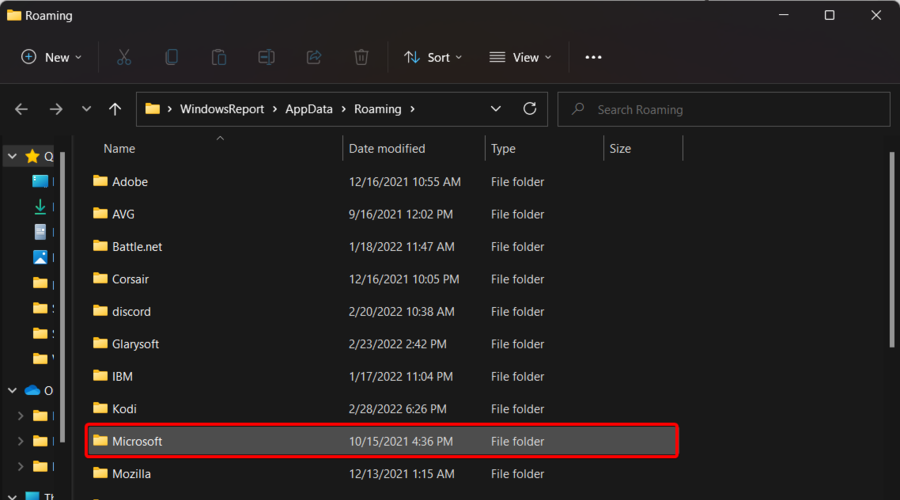 Roaming
New Sort View
WindowsReport AppData Roaming Search Roaming
Name Date modified Type Size
Adobe 12/16/2021 10:55 AM File folder
AVG 9/16/2021 12:02 PM File folder
Battle.net 1/18/2022 11:47 AM File folder
Corsair 12/16/2021 10:05 PM File folder
discord 2/20/2022 10:38 AM File folder
Glarysoft 2/23/2022 2:42 PM File folder
IBM 1/17/2022 11:04 PM File folder
Kodi 2/28/2022 6:26 PM File folder
Microsoft 10/15/2021 4:36 PM File folder
Mozilla 12/13/2021 1:15 AM File folder